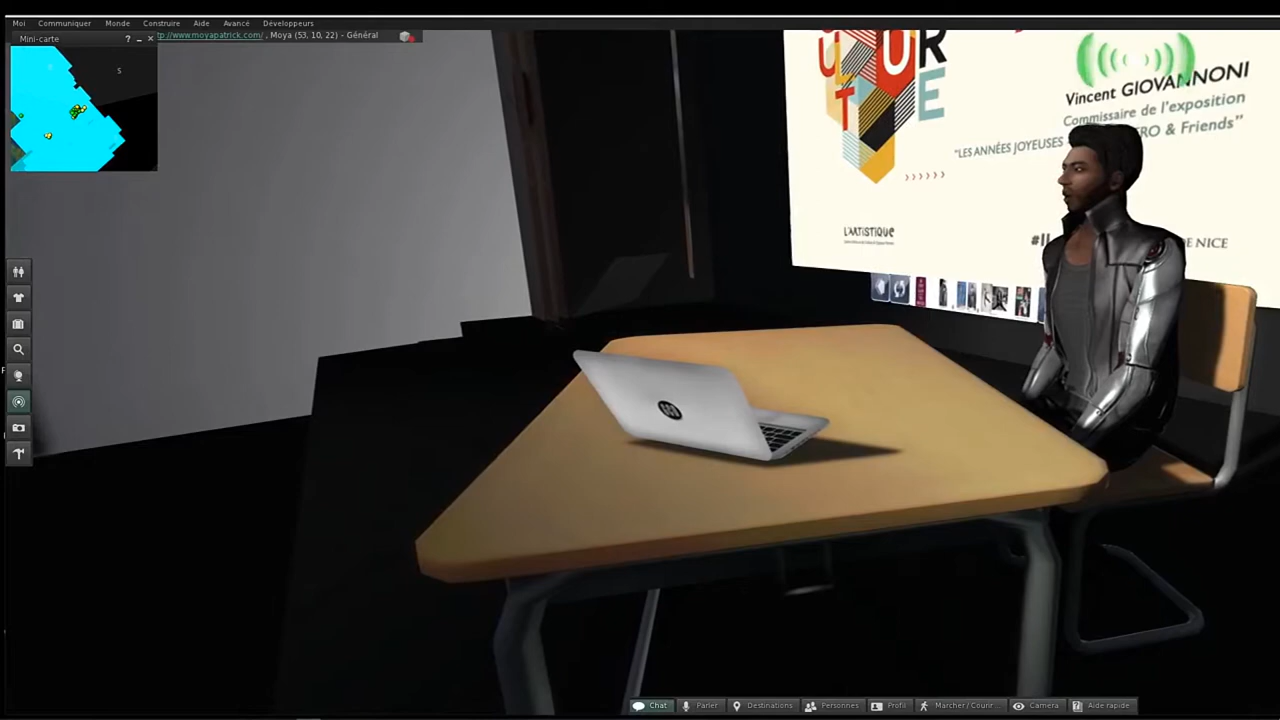 Moi Communiquer Monde Construire Aide Avancé Développeurs
Mini-carte ? tp://www.moyapatrick.com/ , Moya (53, 10, 22) - Général
S
U
L U R
T E
Vincent GIOVANNONI
Commissaire de l'exposition
"LES ANNÉES JOYEUSES RO & Friends"
››››››
L'ARTISTIQUE
DE NICE
Chat Parler Destinations Personnes Profil Marcher / Courir... Camera Aide rapide